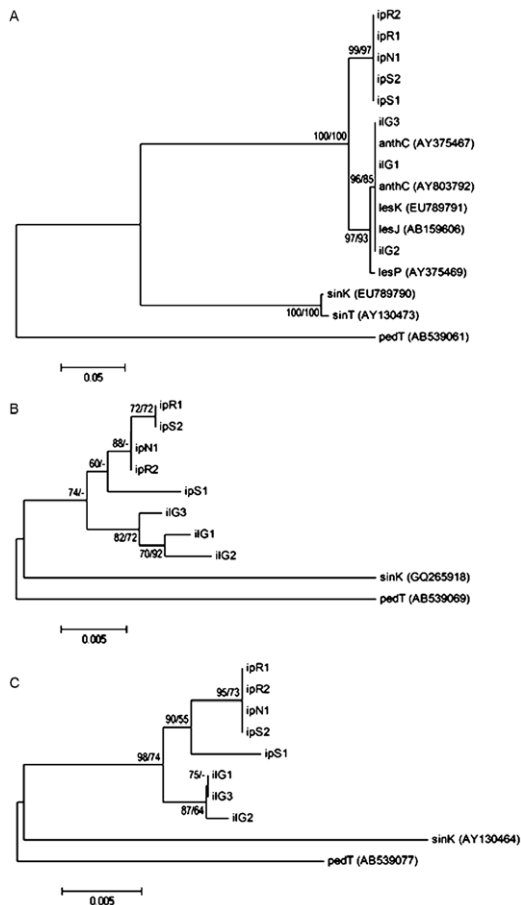 A
ipR2
ipR1
99/97
ipN1
ipS2
ipS1
ilG3
100/100
anthC (AY375467)
ilG1
96/85
anthC (AY803792)
lesK (EU789791)
lesJ (AB159606)
97/93
ilG2
lesP (AY375469)
sinK (EU789790)
100/100
sinT (AY130473)
pedT (AB539061)
0.05
B
72/72
ipR1
ipS2
88/-
ipN1
60/-
ipR2
74/-
ipS1
ilG3
82/72
ilG1
70/92
ilG2
sinK (GQ265918)
pedT (AB539069)
0.005
C
ipR1
95/73
ipR2
ipN1
90/55
ipS2
98/74
ipS1
75/-
ilG1
ilG3
87/64
ilG2
sinK (AY130464)
pedT (AB539077)
0.005